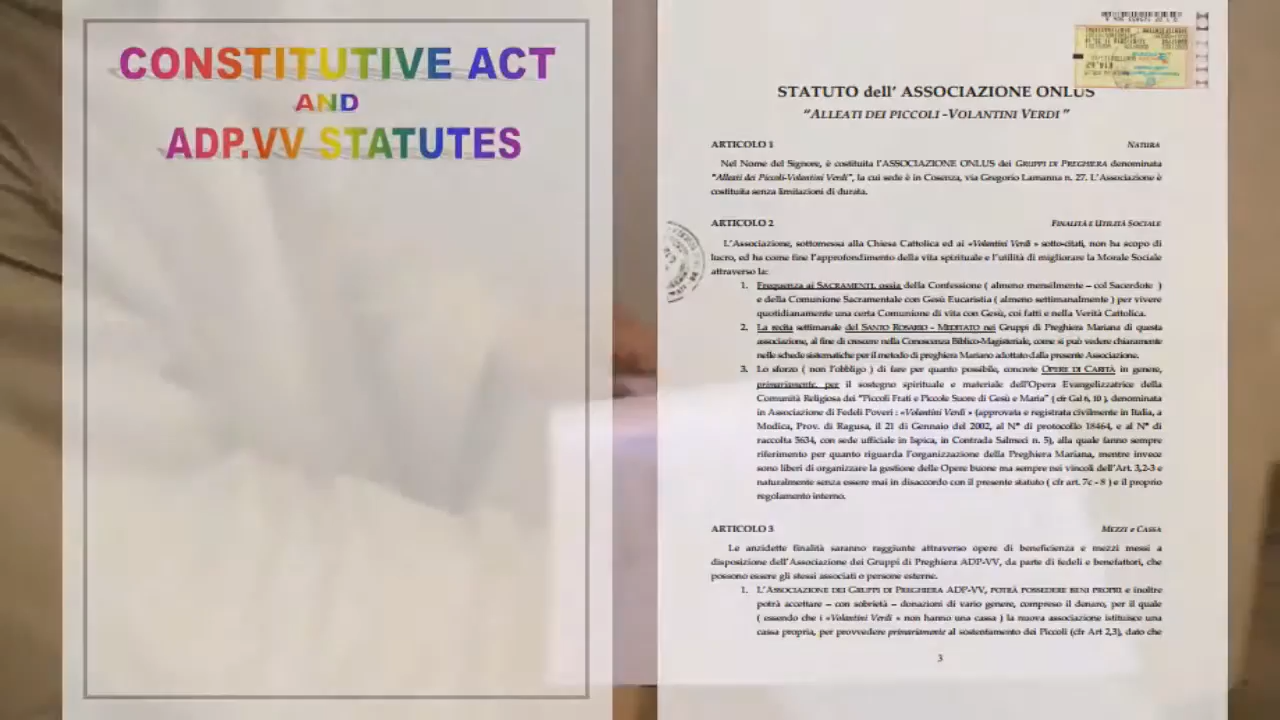 CONSTITUTIVE ACT
AND
ADP.VV STATUTES
STATUTO dell' ASSOCIAZIONE ONLUS
"ALLEATI DEI PICCOLI -VOLANTINI VERDI "
ARTICOLO 1 NATURA
Nel Nome del Signore, è costituita l'ASSOCIAZIONE ONLUS dei GRUPPI DI PREGHIERA denominata
"Alleati dei Piccoli-Volantini Verdi", la cui sede è in Cosenza, via Gregorio Lamanna n. 27. L'Associazione è
costituita senza limitazioni di durata.
ARTICOLO 2 FINALITÀ E UTILITÀ SOCIALE
L'Associazione, sottomessa alla Chiesa Cattolica ed ai «Volantini Verdi » sotto-citati, non ha scopo di
lucro, ed ha come fine l'approfondimento della vita spirituale e l'utilità di migliorare la Morale Sociale
attraverso la:
1. Frequenza ai SACRAMENTI, ossia della Confessione ( almeno mensilmente – col Sacerdote )
e della Comunione Sacramentale con Gesù Eucaristia ( almeno settimanalmente ) per vivere
quotidianamente una certa Comunione di vita con Gesù, coi fatti e nella Verità Cattolica.
2. La recita settimanale del SANTO ROSARIO - MEDITATO nei Gruppi di Preghiera Mariana di questa
associazione, al fine di crescere nella Conoscenza Biblico-Magisteriale, come si può vedere chiaramente
nelle schede sistematiche per il metodo di preghiera Mariano adottato dalla presente Associazione.
3. Lo sforzo ( non l'obbligo ) di fare per quanto possibile, concrete OPERE DI CARITÀ in genere,
primariamente, per il sostegno spirituale e materiale dell'Opera Evangelizzatrice della
Comunità Religiosa dei "Piccoli Frati e Piccole Suore di Gesù e Maria" ( cfr Gal 6, 10 ), denominata
in Associazione di Fedeli Poveri : «Volantini Verdi » (approvata e registrata civilmente in Italia, a
Modica, Prov. di Ragusa, il 21 di Gennaio del 2002, al N° di protocollo 18464, e al N° di
raccolta 5634, con sede ufficiale in Ispica, in Contrada Salmeci n. 5), alla quale fanno sempre
riferimento per quanto riguarda l'organizzazione della Preghiera Mariana, mentre invece
sono liberi di organizzare la gestione delle Opere buone ma sempre nei vincoli dell'Art. 3,2-3 e
naturalmente senza essere mai in disaccordo con il presente statuto ( cfr art. 7c - 8 ) e il proprio
regolamento interno.
ARTICOLO 3 MEZZI e CASSA
Le anzidette finalità saranno raggiunte attraverso opere di beneficienza e mezzi messi a
disposizione dell'Associazione dei Gruppi di Preghiera ADP-VV, da parte di fedeli e benefattori, che
possono essere gli stessi associati o persone esterne.
1. L'ASSOCIAZIONE DEI GRUPPI DI PREGHIERA ADP-VV, POTRÀ POSSEDERE BENI PROPRI e inoltre
potrà accettare – con sobrietà – donazioni di vario genere, compreso il denaro, per il quale
( essendo che i «Volantini Verdi » non hanno una cassa ) la nuova associazione istituisce una
cassa propria, per provvedere primariamente al sostentamento dei Piccoli (cfr Art 2,3), dato che
3